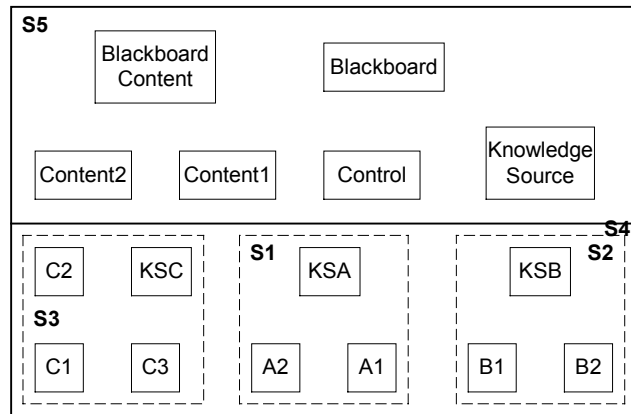 S5
Blackboard
Content
Blackboard
Content2
Content1
Control
Knowledge
Source
S4
C2
KSC
S1
KSA
KSB
S2
S3
C1
C3
A2
A1
B1
B2